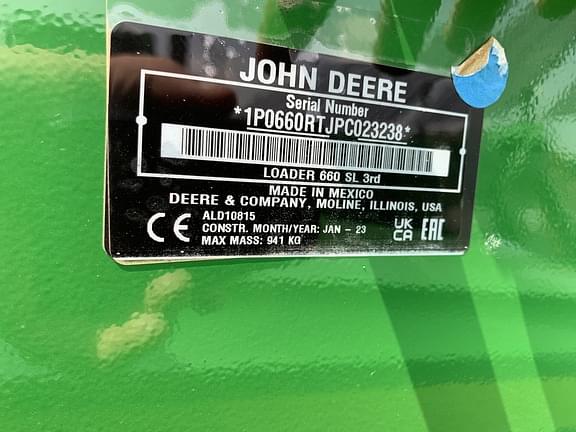 JOHN DEERE
Serial Number
*1P0660RTJPC023238*
LOADER 660 SL 3rd
MADE IN MEXICO
DEERE & COMPANY, MOLINE, ILLINOIS, USA
CE
ALD10815
CONSTR. MONTH/YEAR: JAN - 23
MAX MASS: 941 KG
UK
CA
EAC